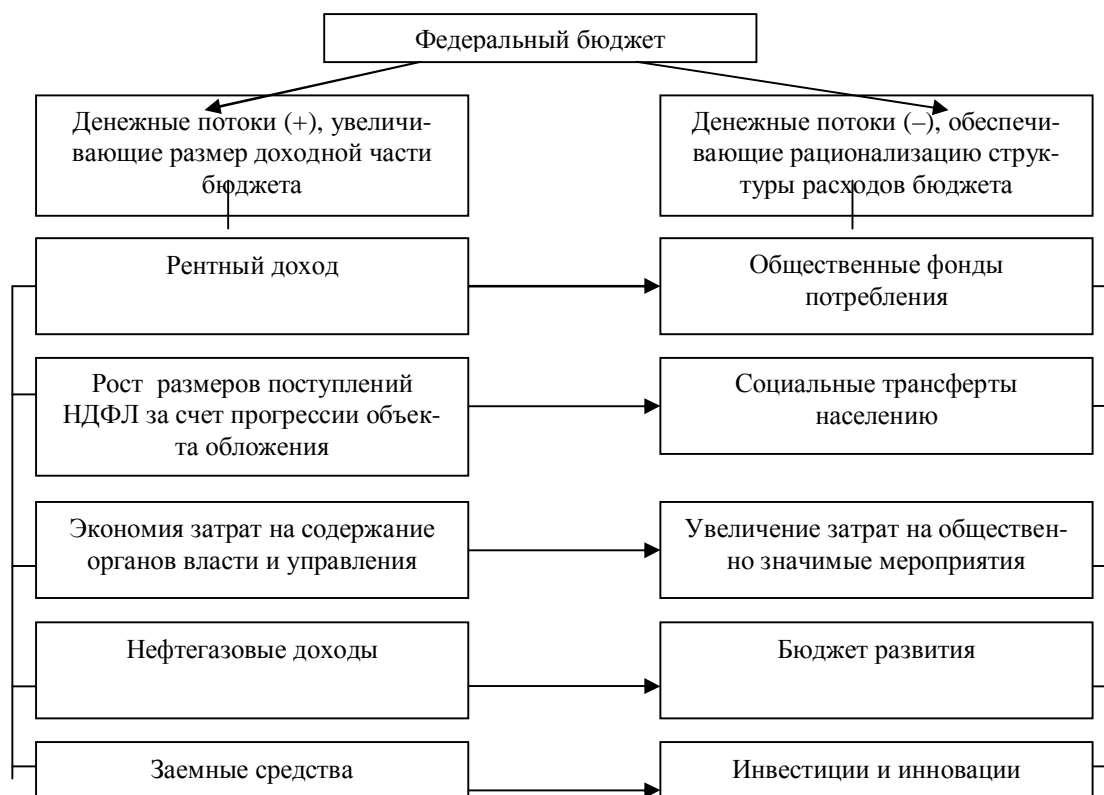 Федеральный бюджет
Денежные потоки (+), увеличи-
вающие размер доходной части
бюджета
Денежные потоки (–), обеспечи-
вающие рационализацию струк-
туры расходов бюджета
Рентный доход
Общественные фонды
потребления
Рост размеров поступлений
НДФЛ за счет прогрессии объек-
та обложения
Социальные трансферты
населению
Экономия затрат на содержание
органов власти и управления
Увеличение затрат на обществен-
но значимые мероприятия
Нефтегазовые доходы
Бюджет развития
Заемные средства
Инвестиции и инновации